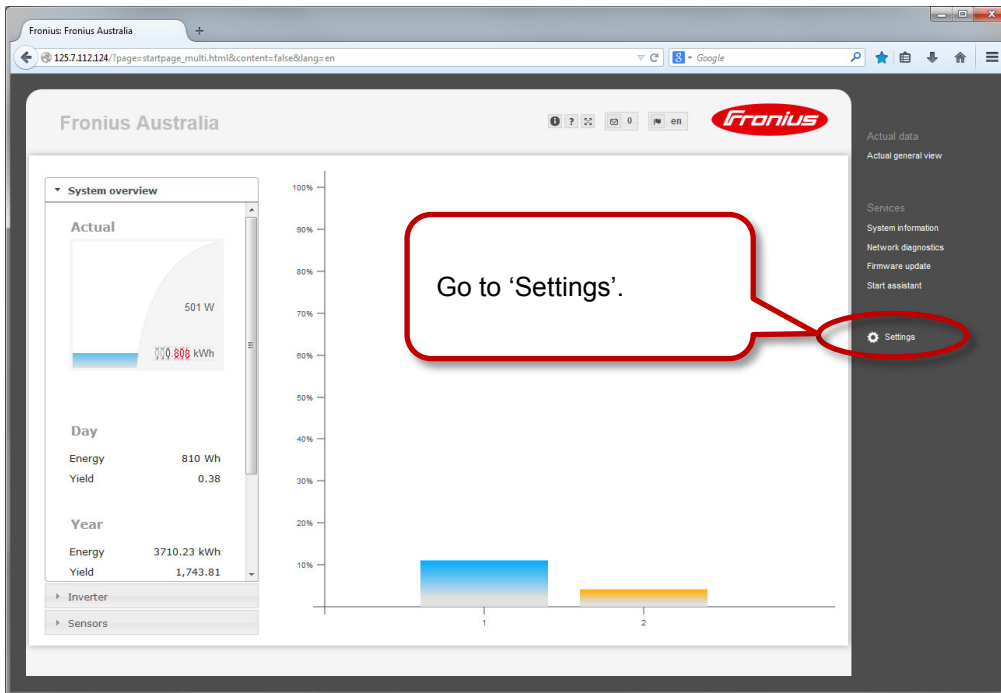 Fronius: Fronius Australia
125.7.112.124/?page=startpage_multi.html&content=false&lang=en
Google
Fronius Australia
0
en
Fronius
Actual data
Actual general view
Services
System information
Network diagnostics
Firmware update
Start assistant
Settings
System overview
Actual
501 W
000 808 kWh
Day
Energy 810 Wh
Yield 0.38
Year
Energy 3710.23 kWh
Yield 1,743.81
Inverter
Sensors
100%
90%
80%
70%
60%
50%
40%
30%
20%
10%
1 2
Go to ‘Settings’.